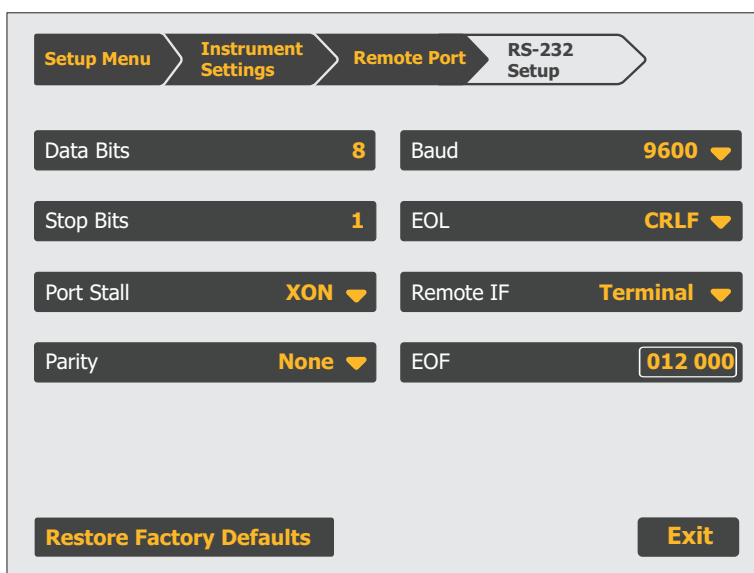 Setup Menu
Instrument
Settings
Remote Port
RS-232
Setup
Data Bits 8
Baud 9600
Stop Bits 1
EOL CRLF
Port Stall XON
Remote IF Terminal
Parity None
EOF 012 000
Restore Factory Defaults
Exit